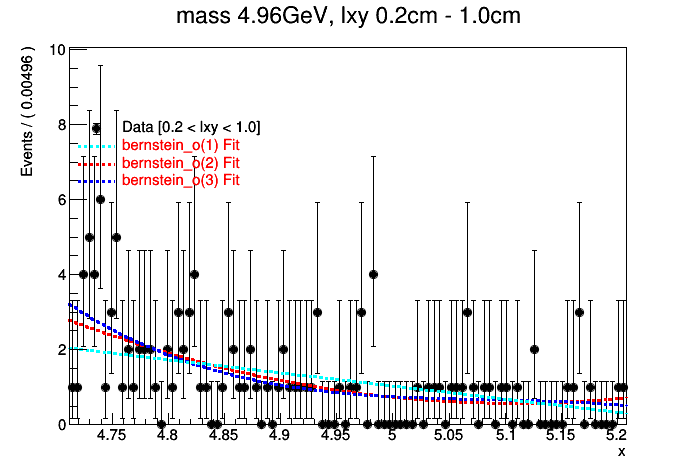 mass 4.96GeV, lxy 0.2cm - 1.0cm
Events / ( 0.00496 )
10
8
6
4
2
0
Data [0.2 < lxy < 1.0]
bernstein_o(1) Fit
bernstein_o(2) Fit
bernstein_o(3) Fit
4.75 4.8 4.85 4.9 4.95 5 5.05 5.1 5.15 5.2
x